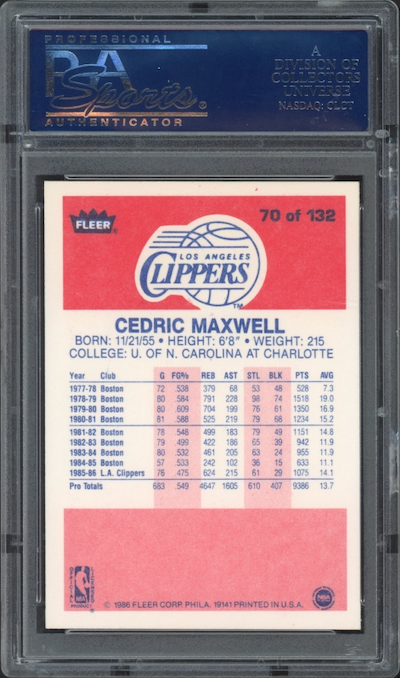 PROFESSIONAL
PSA
Sports®
AUTHENTICATOR
A
DIVISION OF
COLLECTORS
UNIVERSE
NASDAQ: CLCT
FLEER®
70 of 132
LOS ANGELES
CLIPPERS
TM
CEDRIC MAXWELL
BORN: 11/21/55 • HEIGHT: 6'8" • WEIGHT: 215
COLLEGE: U. OF N. CAROLINA AT CHARLOTTE
Year Club G FG% REB AST STL BLK PTS AVG
1977-78 Boston 72 .538 379 68 53 48 528 7.3
1978-79 Boston 80 .584 791 228 98 74 1518 19.0
1979-80 Boston 80 .609 704 199 76 61 1350 16.9
1980-81 Boston 81 .588 525 219 79 68 1234 15.2
1981-82 Boston 78 .548 499 183 79 49 1151 14.8
1982-83 Boston 79 .499 422 186 65 39 942 11.9
1983-84 Boston 80 .532 461 205 63 24 955 11.9
1984-85 Boston 57 .533 242 102 36 15 633 11.1
1985-86 L.A. Clippers 76 .475 624 215 61 29 1075 14.1
Pro Totals 683 .549 4647 1605 610 407 9386 13.7
OFFICIAL
LICENSED
NBA
PRODUCT
© 1986 FLEER CORP. PHILA. 19141 PRINTED IN U.S.A.
NBA